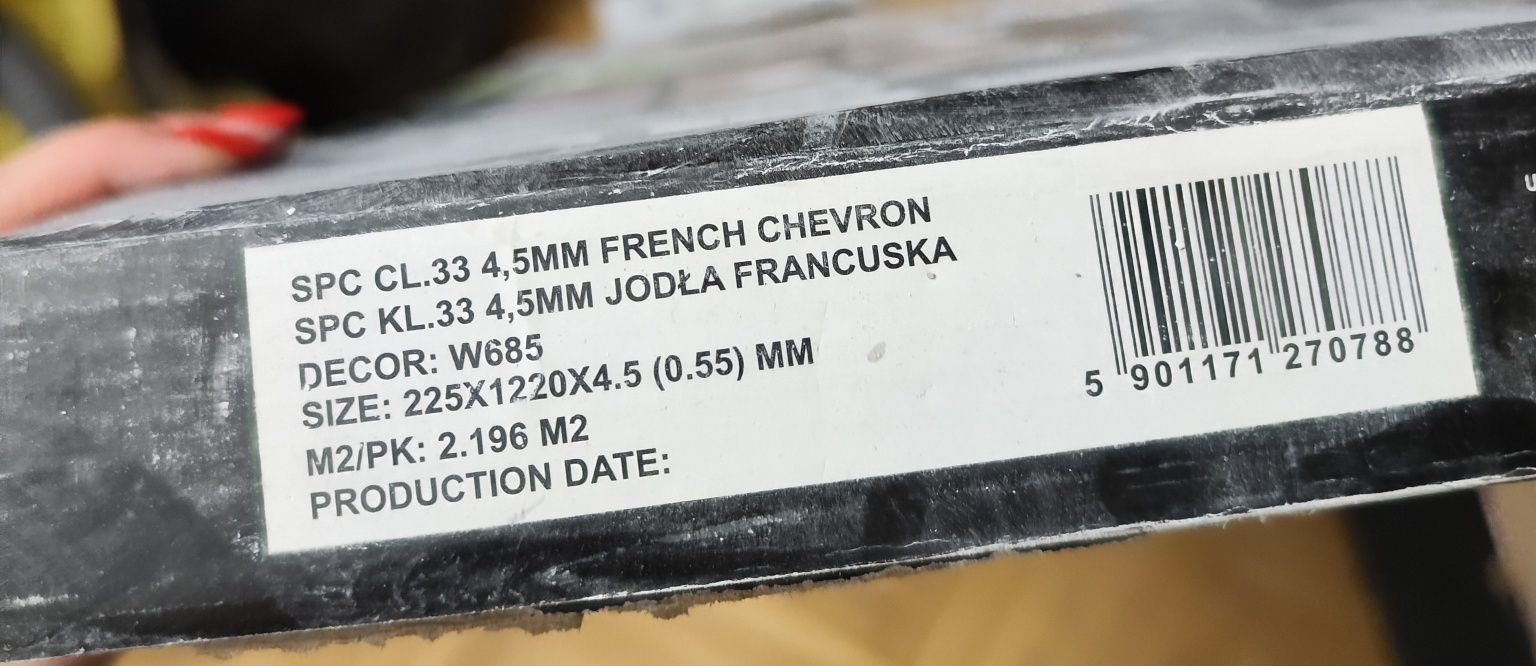 SPC CL.33 4,5MM FRENCH CHEVRON
SPC KL.33 4,5MM JODŁA FRANCUSKA
DECOR: W685
SIZE: 225X1220X4.5 (0.55) MM
M2/PK: 2.196 M2
PRODUCTION DATE:
5 901171 270788